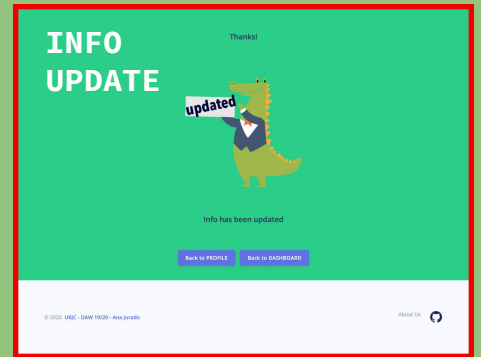 INFO
UPDATE
Thanks!
updated
Info has been updated
Back to PROFILE
Back to DASHBOARD
© 2020 URJC - DAW 19/20 - Ana Jurado
About Us